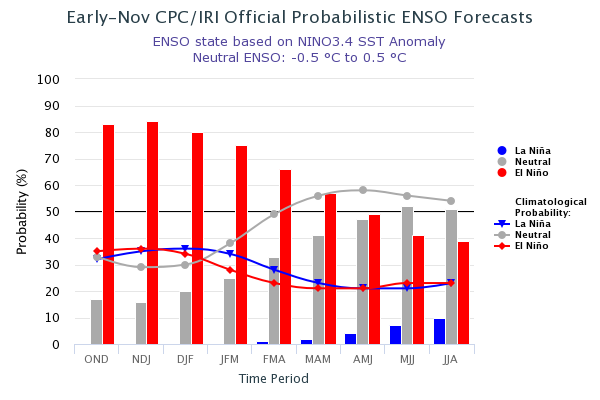 Early-Nov CPC/IRI Official Probabilistic ENSO Forecasts
ENSO state based on NINO3.4 SST Anomaly
Neutral ENSO: -0.5 ºC to 0.5 ºC
100
90
80
70
60
50
40
30
20
10
0
Probability (%)
OND NDJ DJF JFM FMA MAM AMJ MJJ JJA
Time Period
La Niña
Neutral
El Niño
Climatological
Probability:
La Niña
Neutral
El Niño